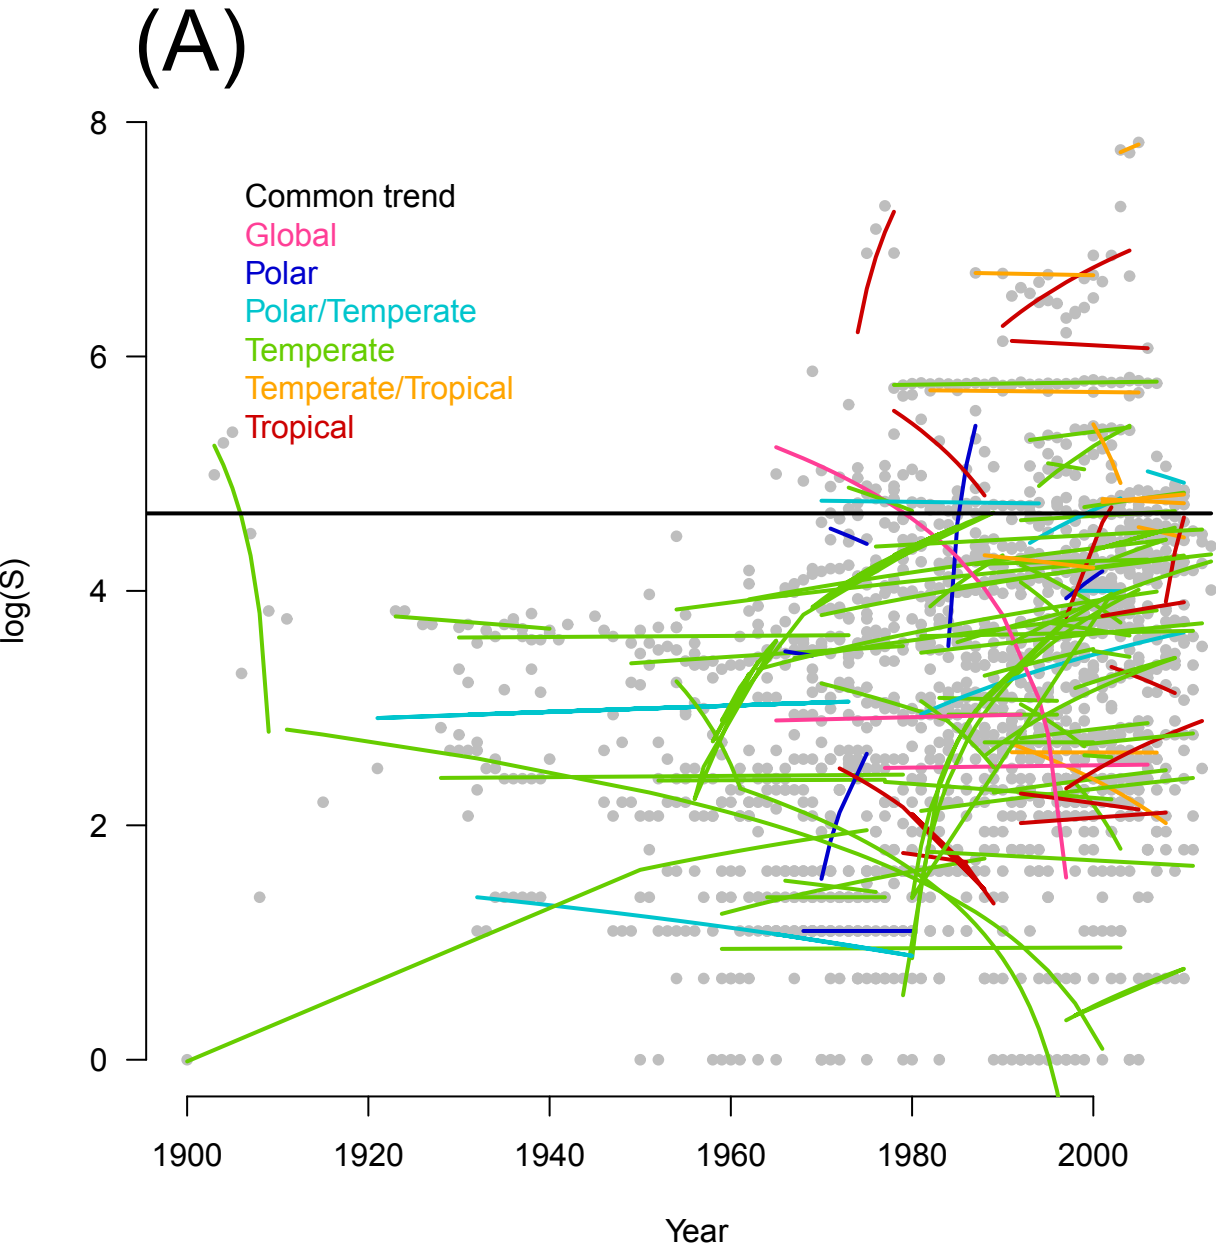 (A)
8
Common trend
Global
Polar
Polar/Temperate
Temperate
Temperate/Tropical
Tropical
6
4
2
0
log(S)
1900 1920 1940 1960 1980 2000
Year